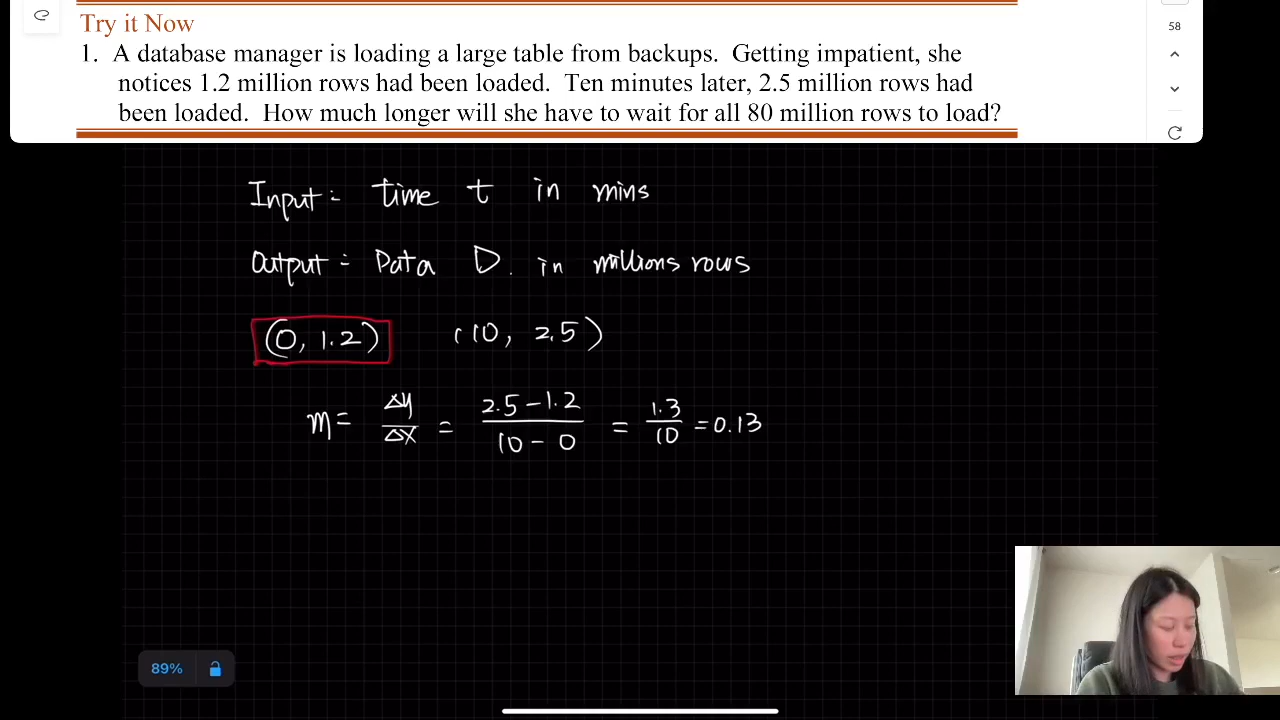 Try it Now
1. A database manager is loading a large table from backups. Getting impatient, she
notices 1.2 million rows had been loaded. Ten minutes later, 2.5 million rows had
been loaded. How much longer will she have to wait for all 80 million rows to load?
58
Input: time t in mins
Output: Data D. in millions rows
(0, 1.2) (10, 2.5)
m = Δy/Δx = 2.5-1.2/10-0 = 1.3/10 = 0.13
89%